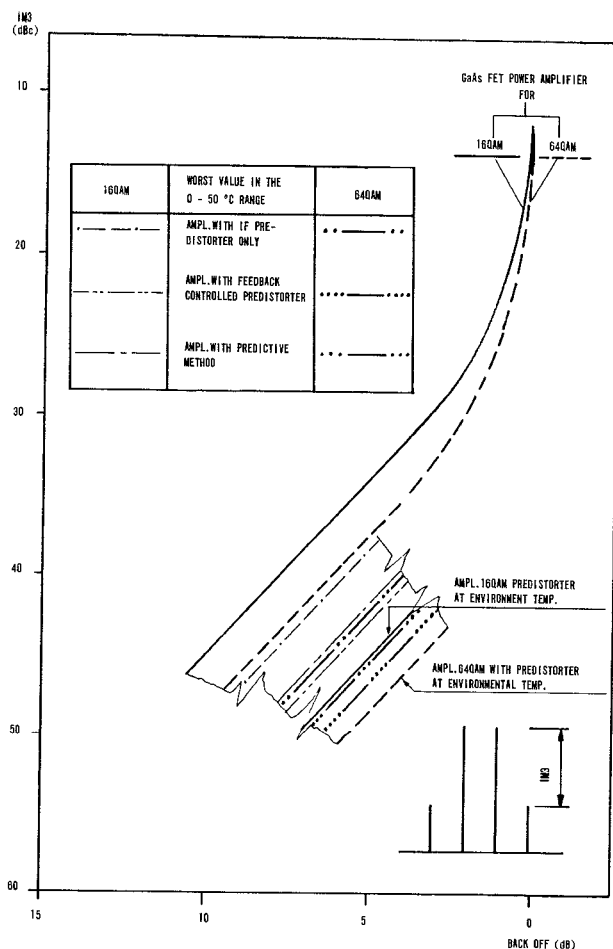 IM3
(dBc)
10
20
30
40
50
60
15
10
5
0
BACK OFF (dB)
GaAs FET POWER AMPLIFIER
FOR
16QAM
64QAM
16QAM
WORST VALUE IN THE
0 - 50 °C RANGE
64QAM
AMPL.WITH IF PRE-
DISTORTER ONLY
AMPL.WITH FEEDBACK
CONTROLLED PREDISTORTER
AMPL.WITH PREDICTIVE
METHOD
AMPL.16QAM PREDISTORTER
AT ENVIRONMENT TEMP.
AMPL.64QAM WITH PREDISTORTER
AT ENVIRONMENTAL TEMP.
IM3